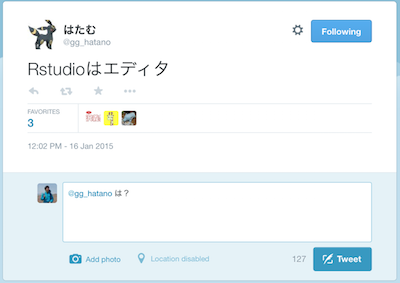 はたむ
@gg_hatano
Following
Rstudioはエディタ
FAVORITES
3
12:02 PM - 16 Jan 2015
@gg_hatano は？
Add photo
Location disabled
127
Tweet